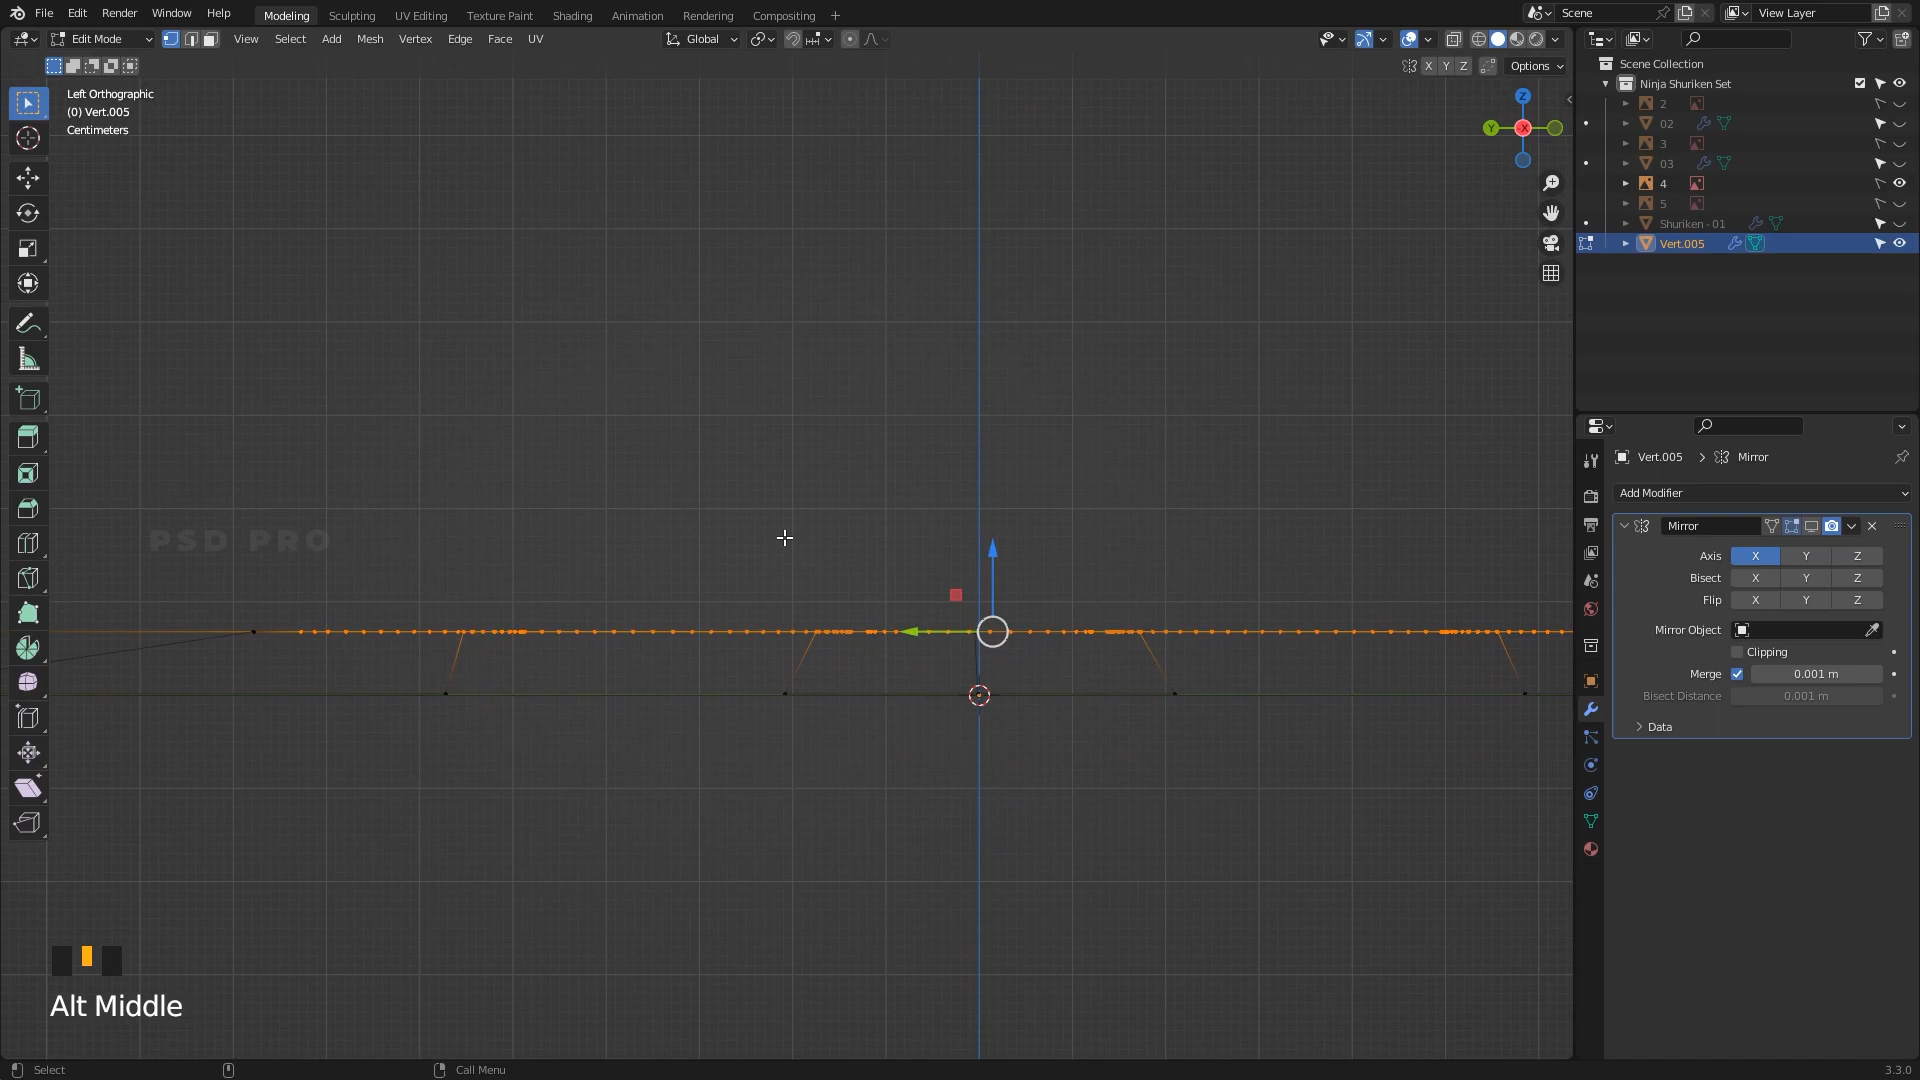 File Edit Render Window Help Modeling Sculpting UV Editing Texture Paint Shading Animation Rendering Compositing + Scene View Layer
Edit Mode View Select Add Mesh Vertex Edge Face UV Global
X Y Z Options
Left Orthographic
(0) Vert.005
Centimeters
Z
Y X
Scene Collection
Ninja Shuriken Set
2
02
3
03
4
5
Shuriken - 01
Vert.005
Vert.005 > Mirror
Add Modifier
Mirror
Axis X Y Z
Bisect X Y Z
Flip X Y Z
Mirror Object
Clipping
Merge 0.001 m
Bisect Distance 0.001 m
Data
PSD PRO
Alt Middle
Select Call Menu 3.3.0